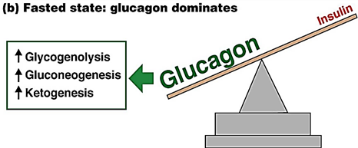 (b) Fasted state: glucagon dominates
Insulin
Glucagon
↑ Glycogenolysis
↑ Gluconeogenesis
↑ Ketogenesis